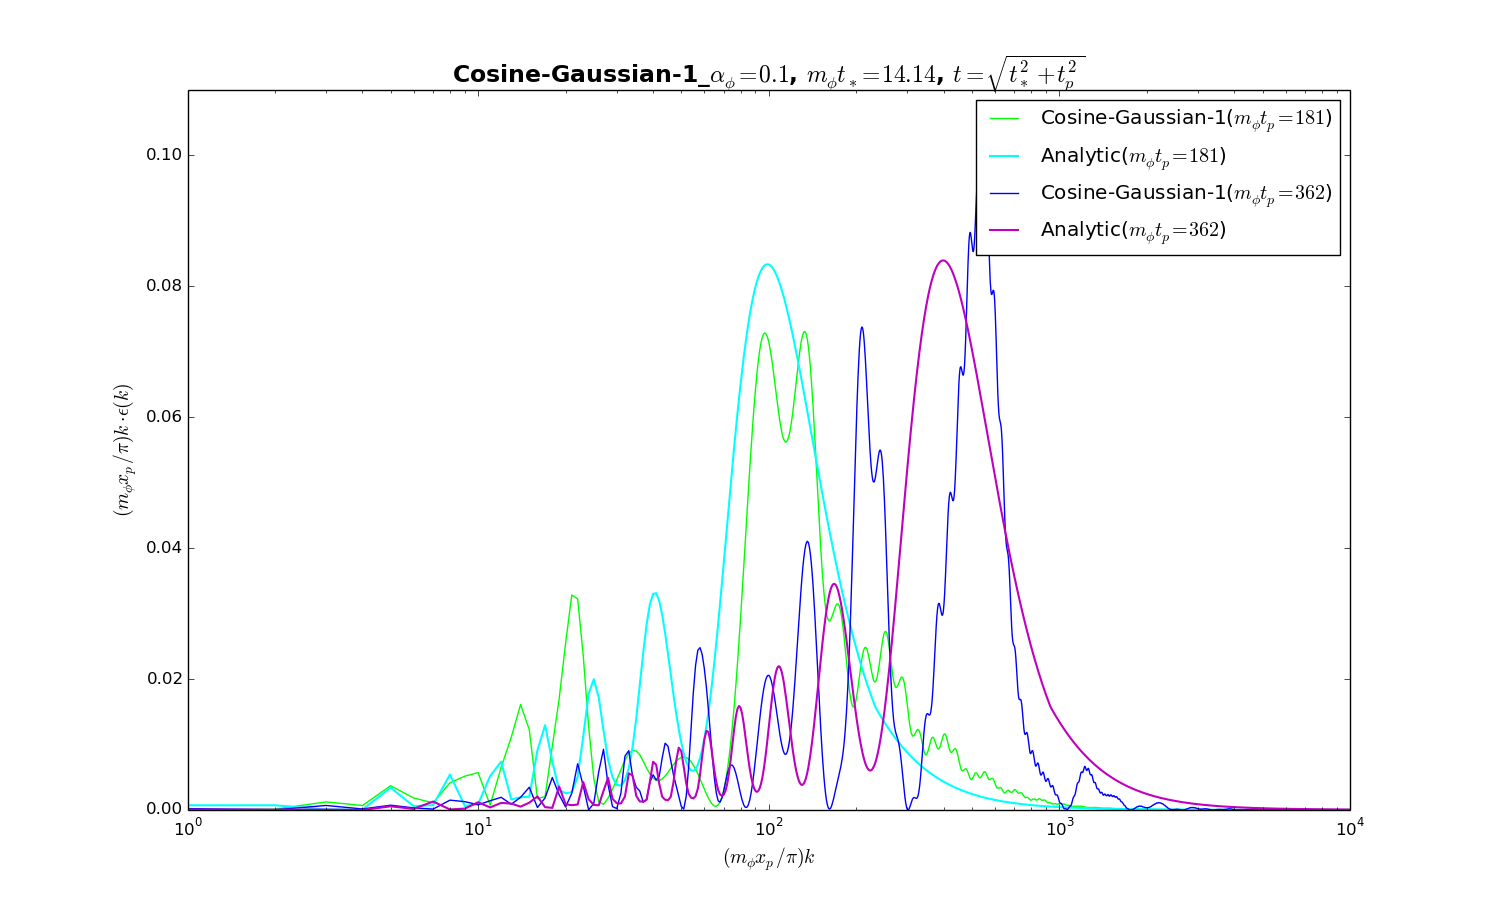 Cosine-Gaussian-1_α_ϕ=0.1, m_ϕt_*=14.14, t=√(t_*^2+t_p^2)
Cosine-Gaussian-1(m_ϕt_p=181)
Analytic(m_ϕt_p=181)
Cosine-Gaussian-1(m_ϕt_p=362)
Analytic(m_ϕt_p=362)
(m_ϕx_p/π)k·ϵ(k)
0.10
0.08
0.06
0.04
0.02
0.00
10^0 10^1 10^2 10^3 10^4
(m_ϕx_p/π)k